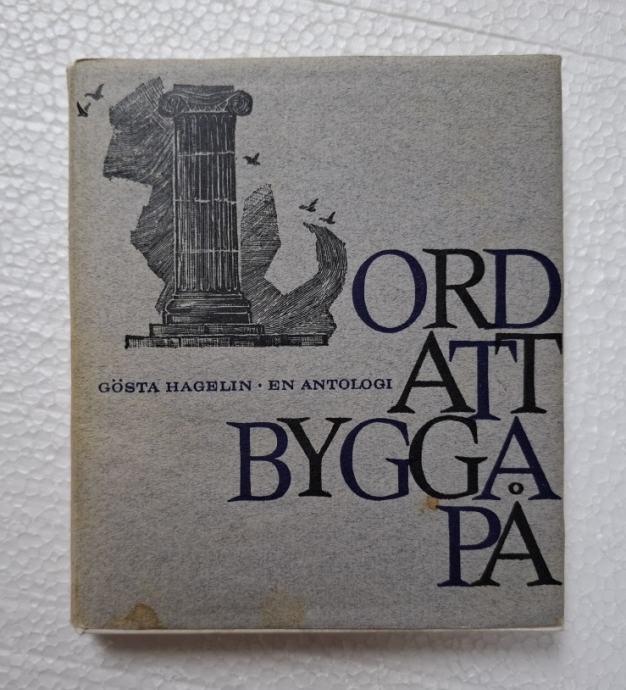 ORD
ATT
GÖSTA HAGELIN · EN ANTOLOGI
BYGGA
PÅ